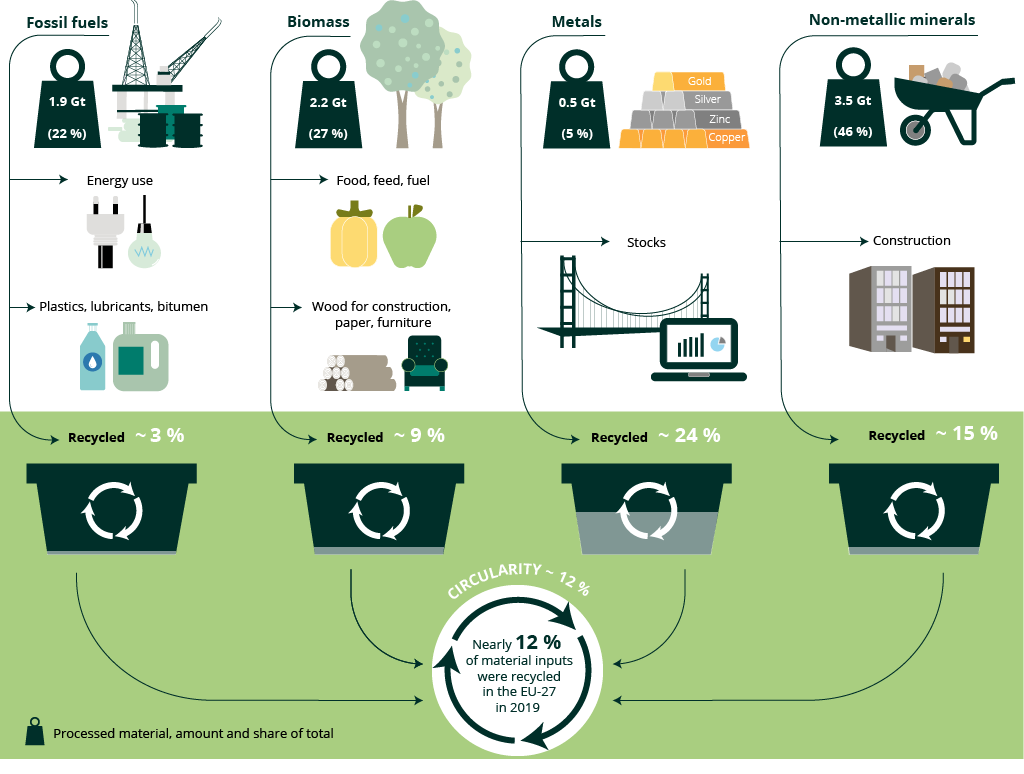 Fossil fuels
1.9 Gt
(22 %)
Energy use
Plastics, lubricants, bitumen
Recycled ~ 3 %
Biomass
2.2 Gt
(27 %)
Food, feed, fuel
Wood for construction,
paper, furniture
Recycled ~ 9 %
Metals
0.5 Gt
(5 %)
Gold
Silver
Zinc
Copper
Stocks
Recycled ~ 24 %
Non-metallic minerals
3.5 Gt
(46 %)
Construction
Recycled ~ 15 %
CIRCULARITY ~ 12 %
Nearly 12 %
of material inputs
were recycled
in the EU-27
in 2019
Processed material, amount and share of total